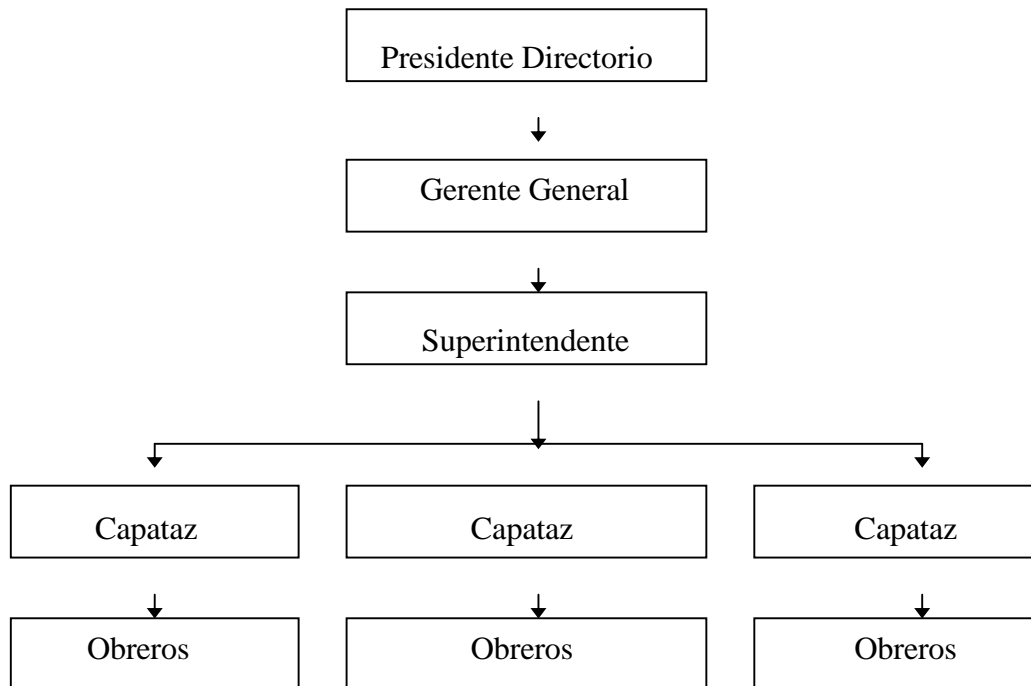 Presidente Directorio
Gerente General
Superintendente
Capataz Capataz Capataz
Obreros Obreros Obreros